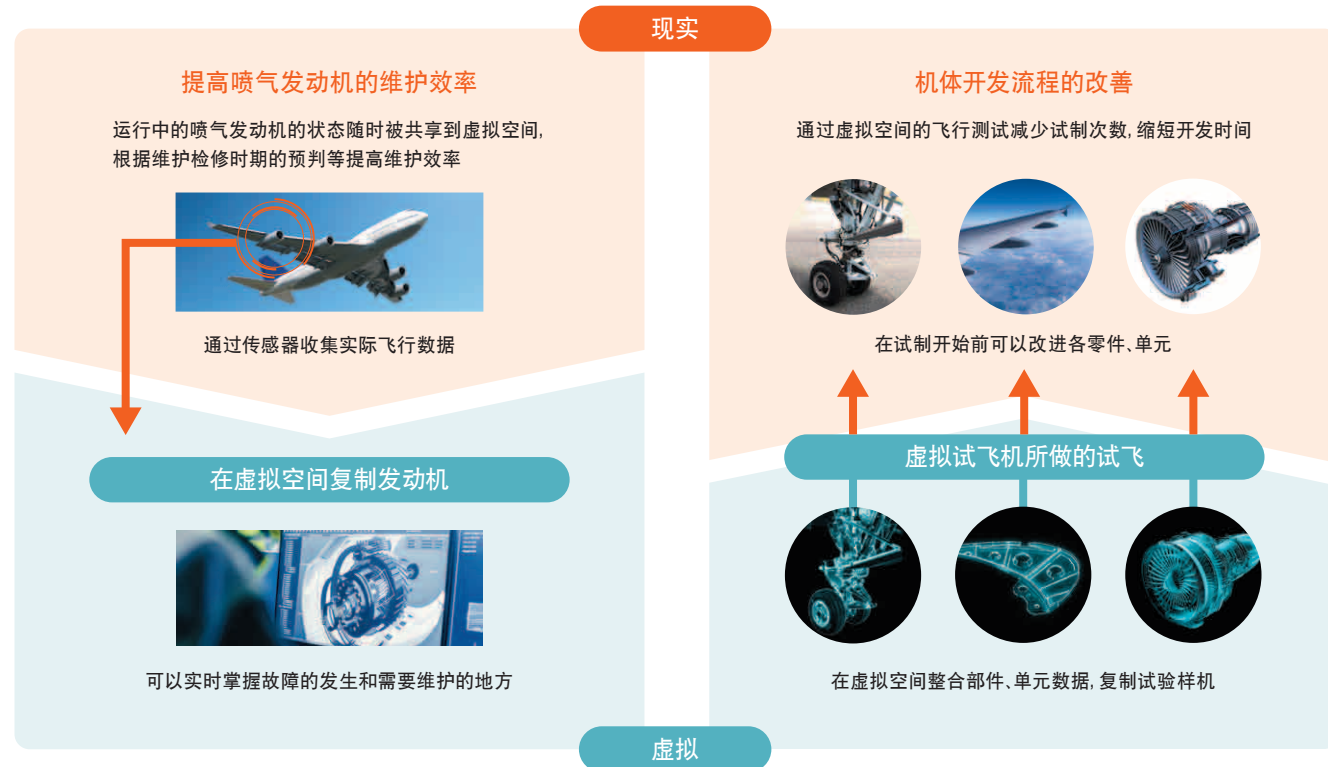 现实
提高喷气发动机的维护效率
运行中的喷气发动机的状态随时被共享到虚拟空间,
根据维护检修时期的预判等提高维护效率
通过传感器收集实际飞行数据
在虚拟空间复制发动机
可以实时掌握故障的发生和需要维护的地方
机体开发流程的改善
通过虚拟空间的飞行测试减少试制次数, 缩短开发时间
在试制开始前可以改进各零件、单元
虚拟试飞机所做的试飞
在虚拟空间整合部件、单元数据, 复制试验样机
虚拟